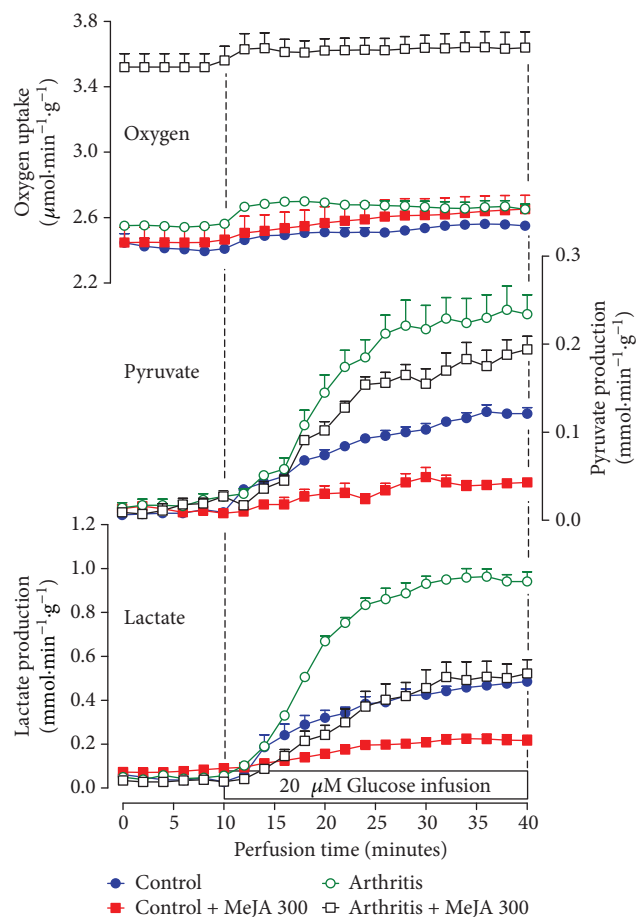 3.8
3.4
3.0
2.6
2.2
Oxygen uptake
(μmol·min⁻¹·g⁻¹)
Oxygen
0.3
0.2
0.1
0.0
Pyruvate production
(mmol·min⁻¹·g⁻¹)
Pyruvate
1.2
1.0
0.8
0.6
0.4
0.2
0.0
Lactate production
(mmol·min⁻¹·g⁻¹)
Lactate
20 μM Glucose infusion
0 5 10 15 20 25 30 35 40
Perfusion time (minutes)
Control
Arthritis
Control + MeJA 300
Arthritis + MeJA 300